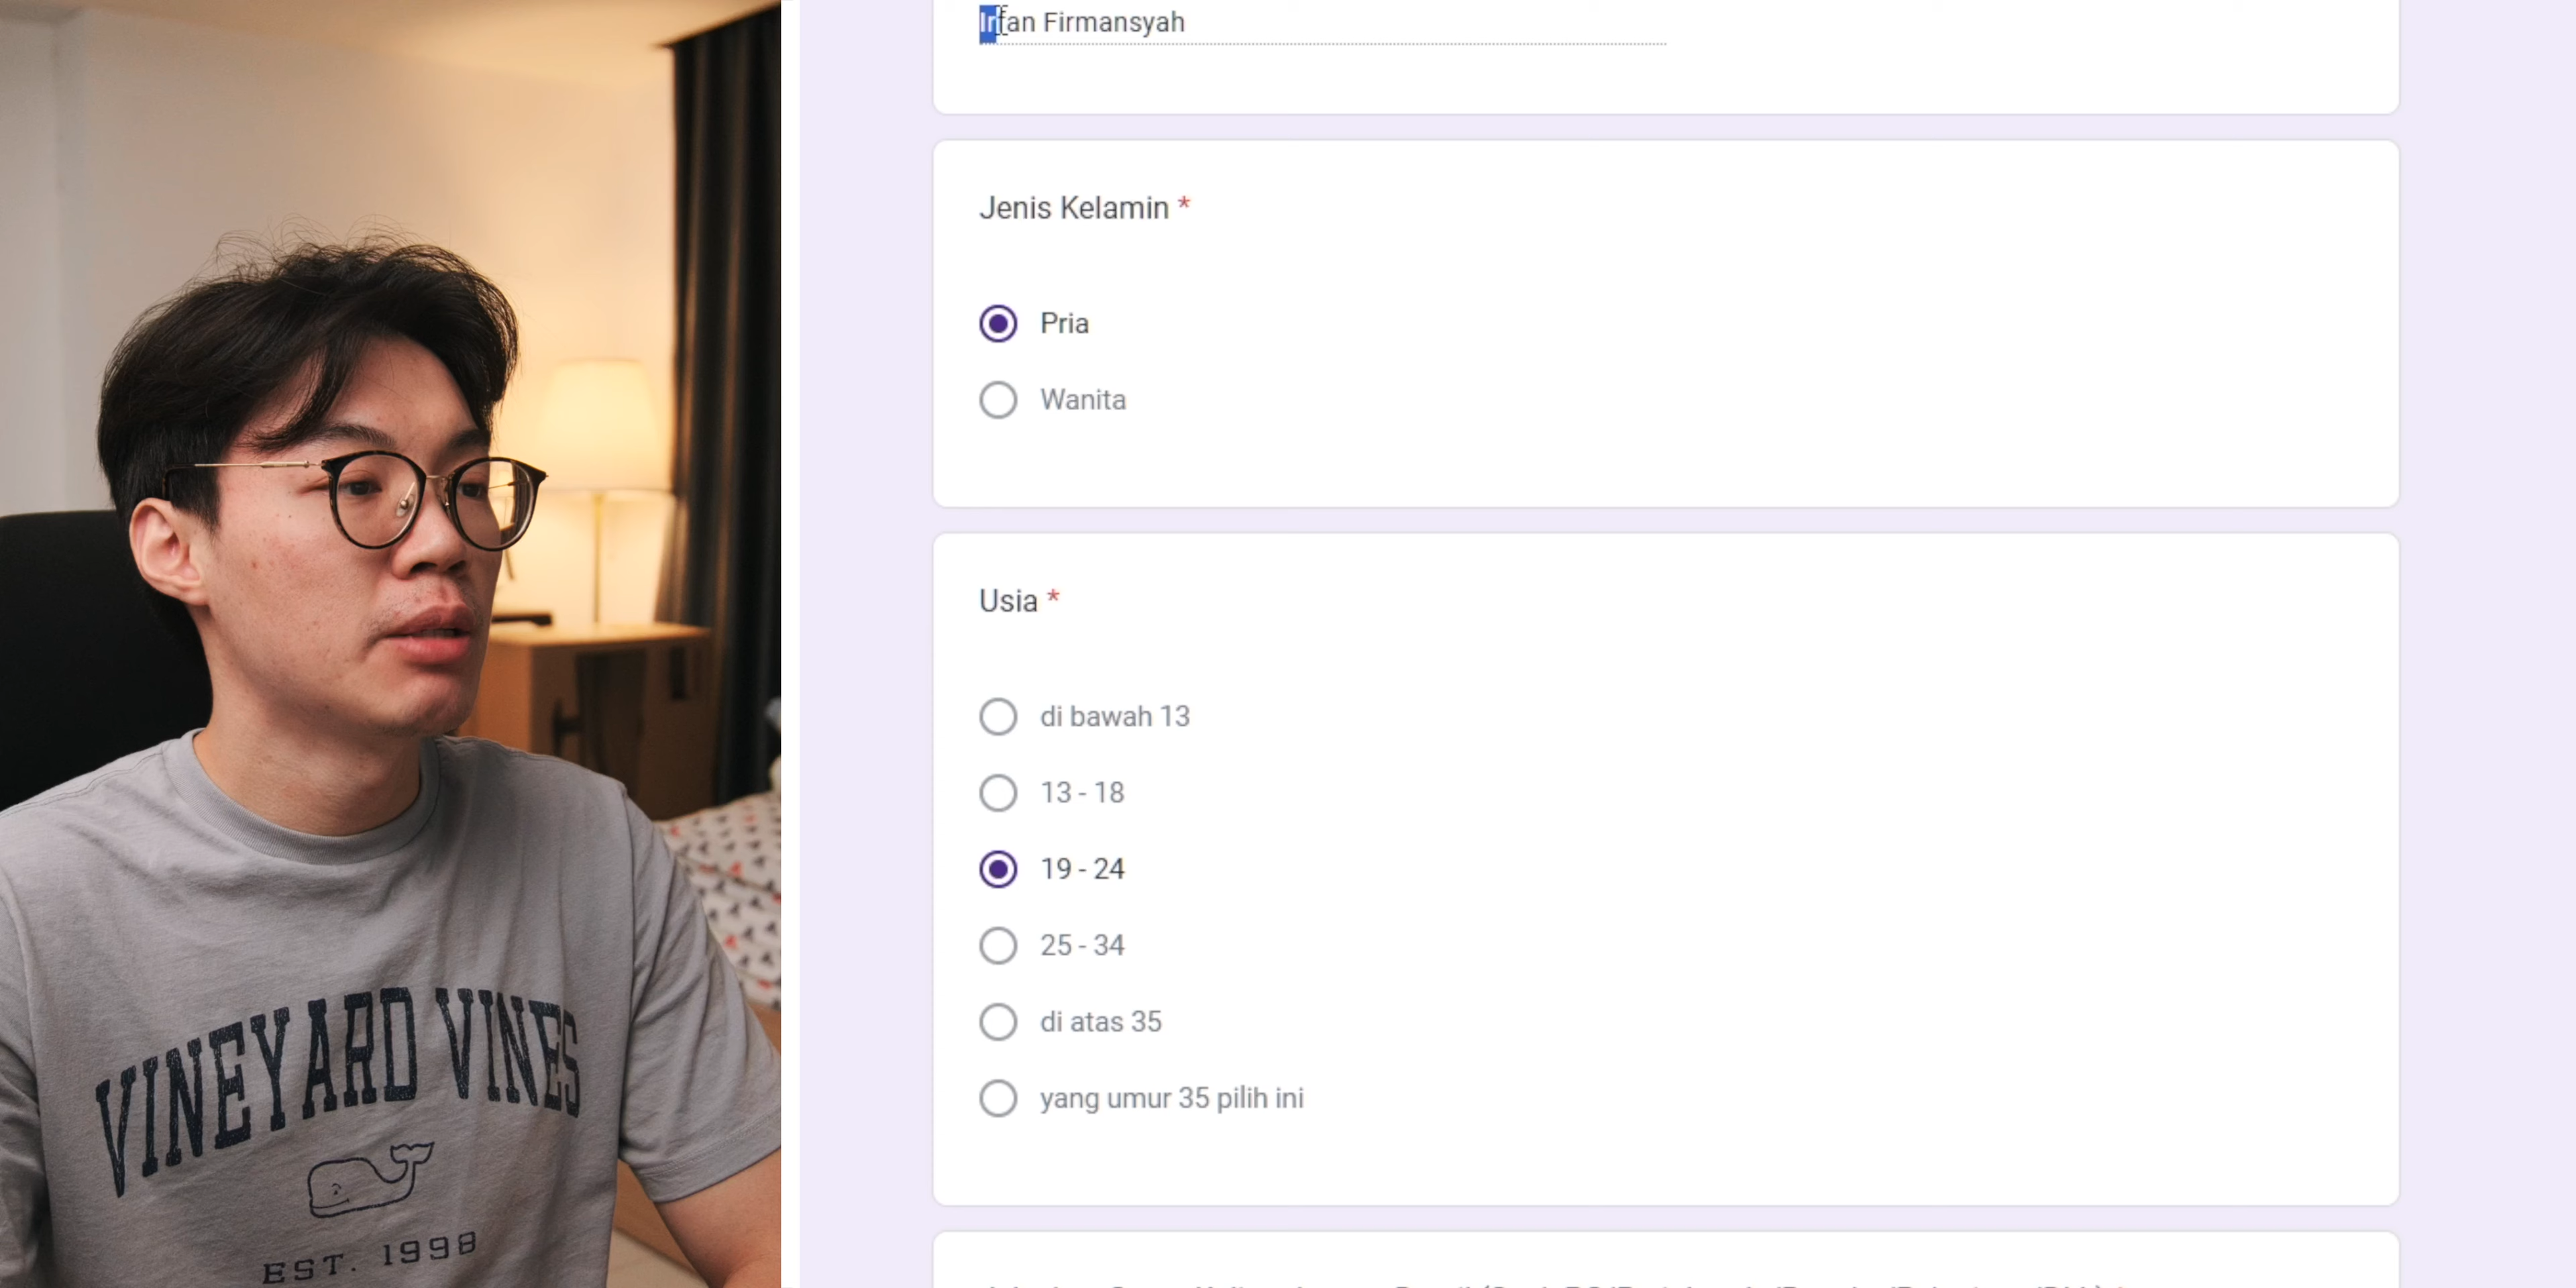 Irfan Firmansyah
Jenis Kelamin *
Pria
Wanita
Usia *
di bawah 13
13 - 18
19 - 24
25 - 34
di atas 35
yang umur 35 pilih ini
VINEYARD VINES
EST. 1998